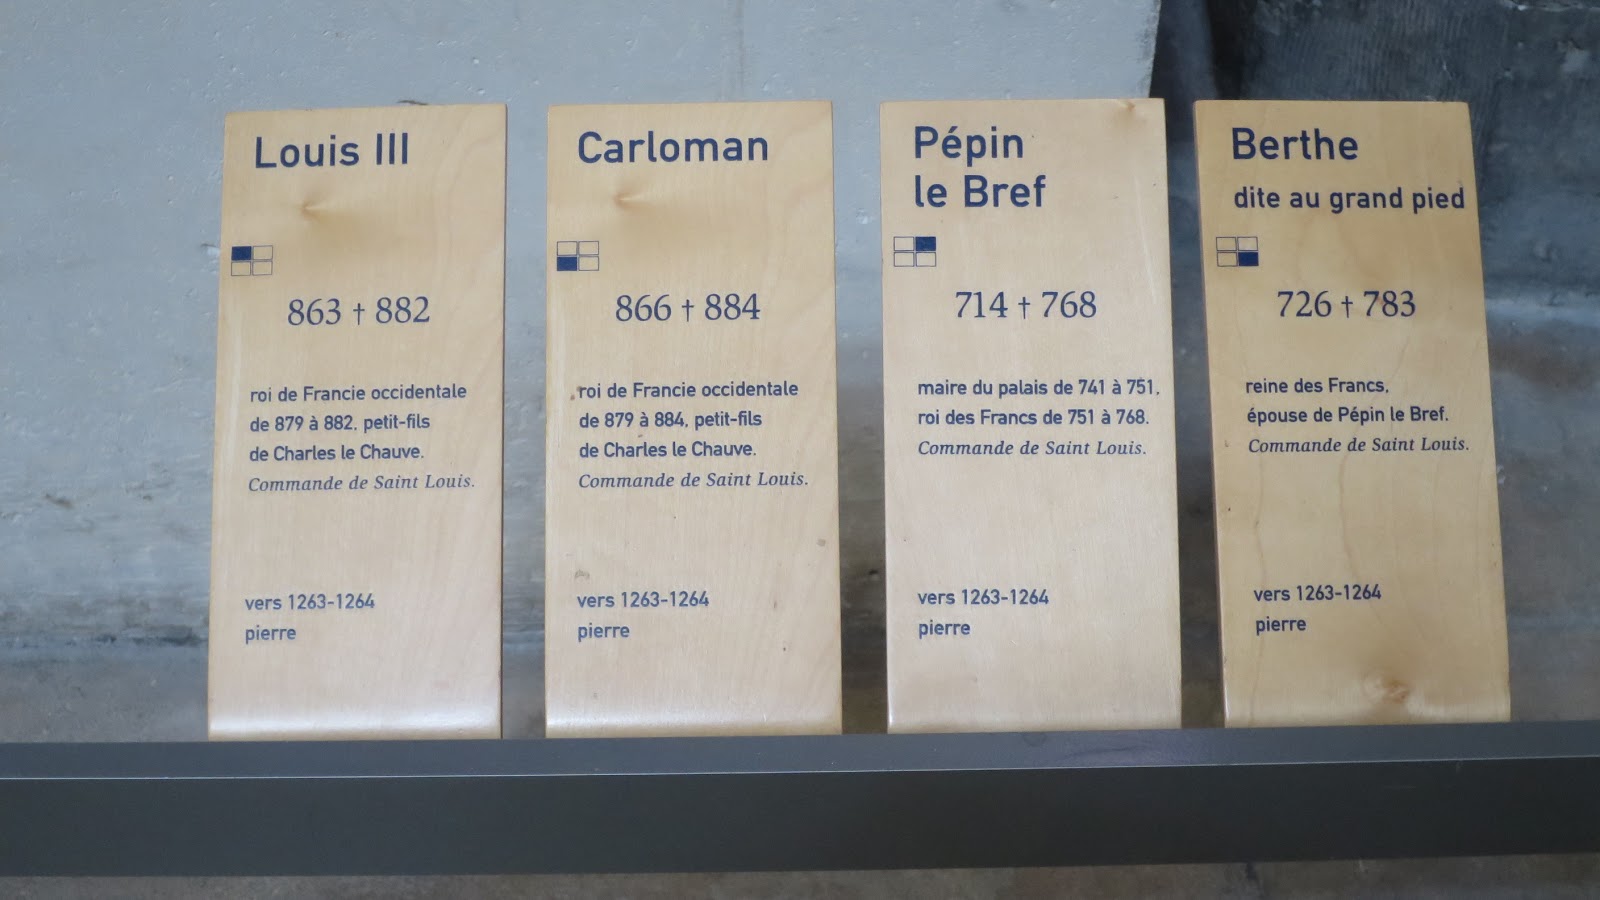 Louis III
863 † 882
roi de Francie occidentale
de 879 à 882, petit-fils
de Charles le Chauve.
Commande de Saint Louis.
vers 1263-1264
pierre
Carloman
866 † 884
roi de Francie occidentale
de 879 à 884, petit-fils
de Charles le Chauve.
Commande de Saint Louis.
vers 1263-1264
pierre
Pépin
le Bref
714 † 768
maire du palais de 741 à 751,
roi des Francs de 751 à 768.
Commande de Saint Louis.
vers 1263-1264
pierre
Berthe
dite au grand pied
726 † 783
reine des Francs,
épouse de Pépin le Bref.
Commande de Saint Louis.
vers 1263-1264
pierre